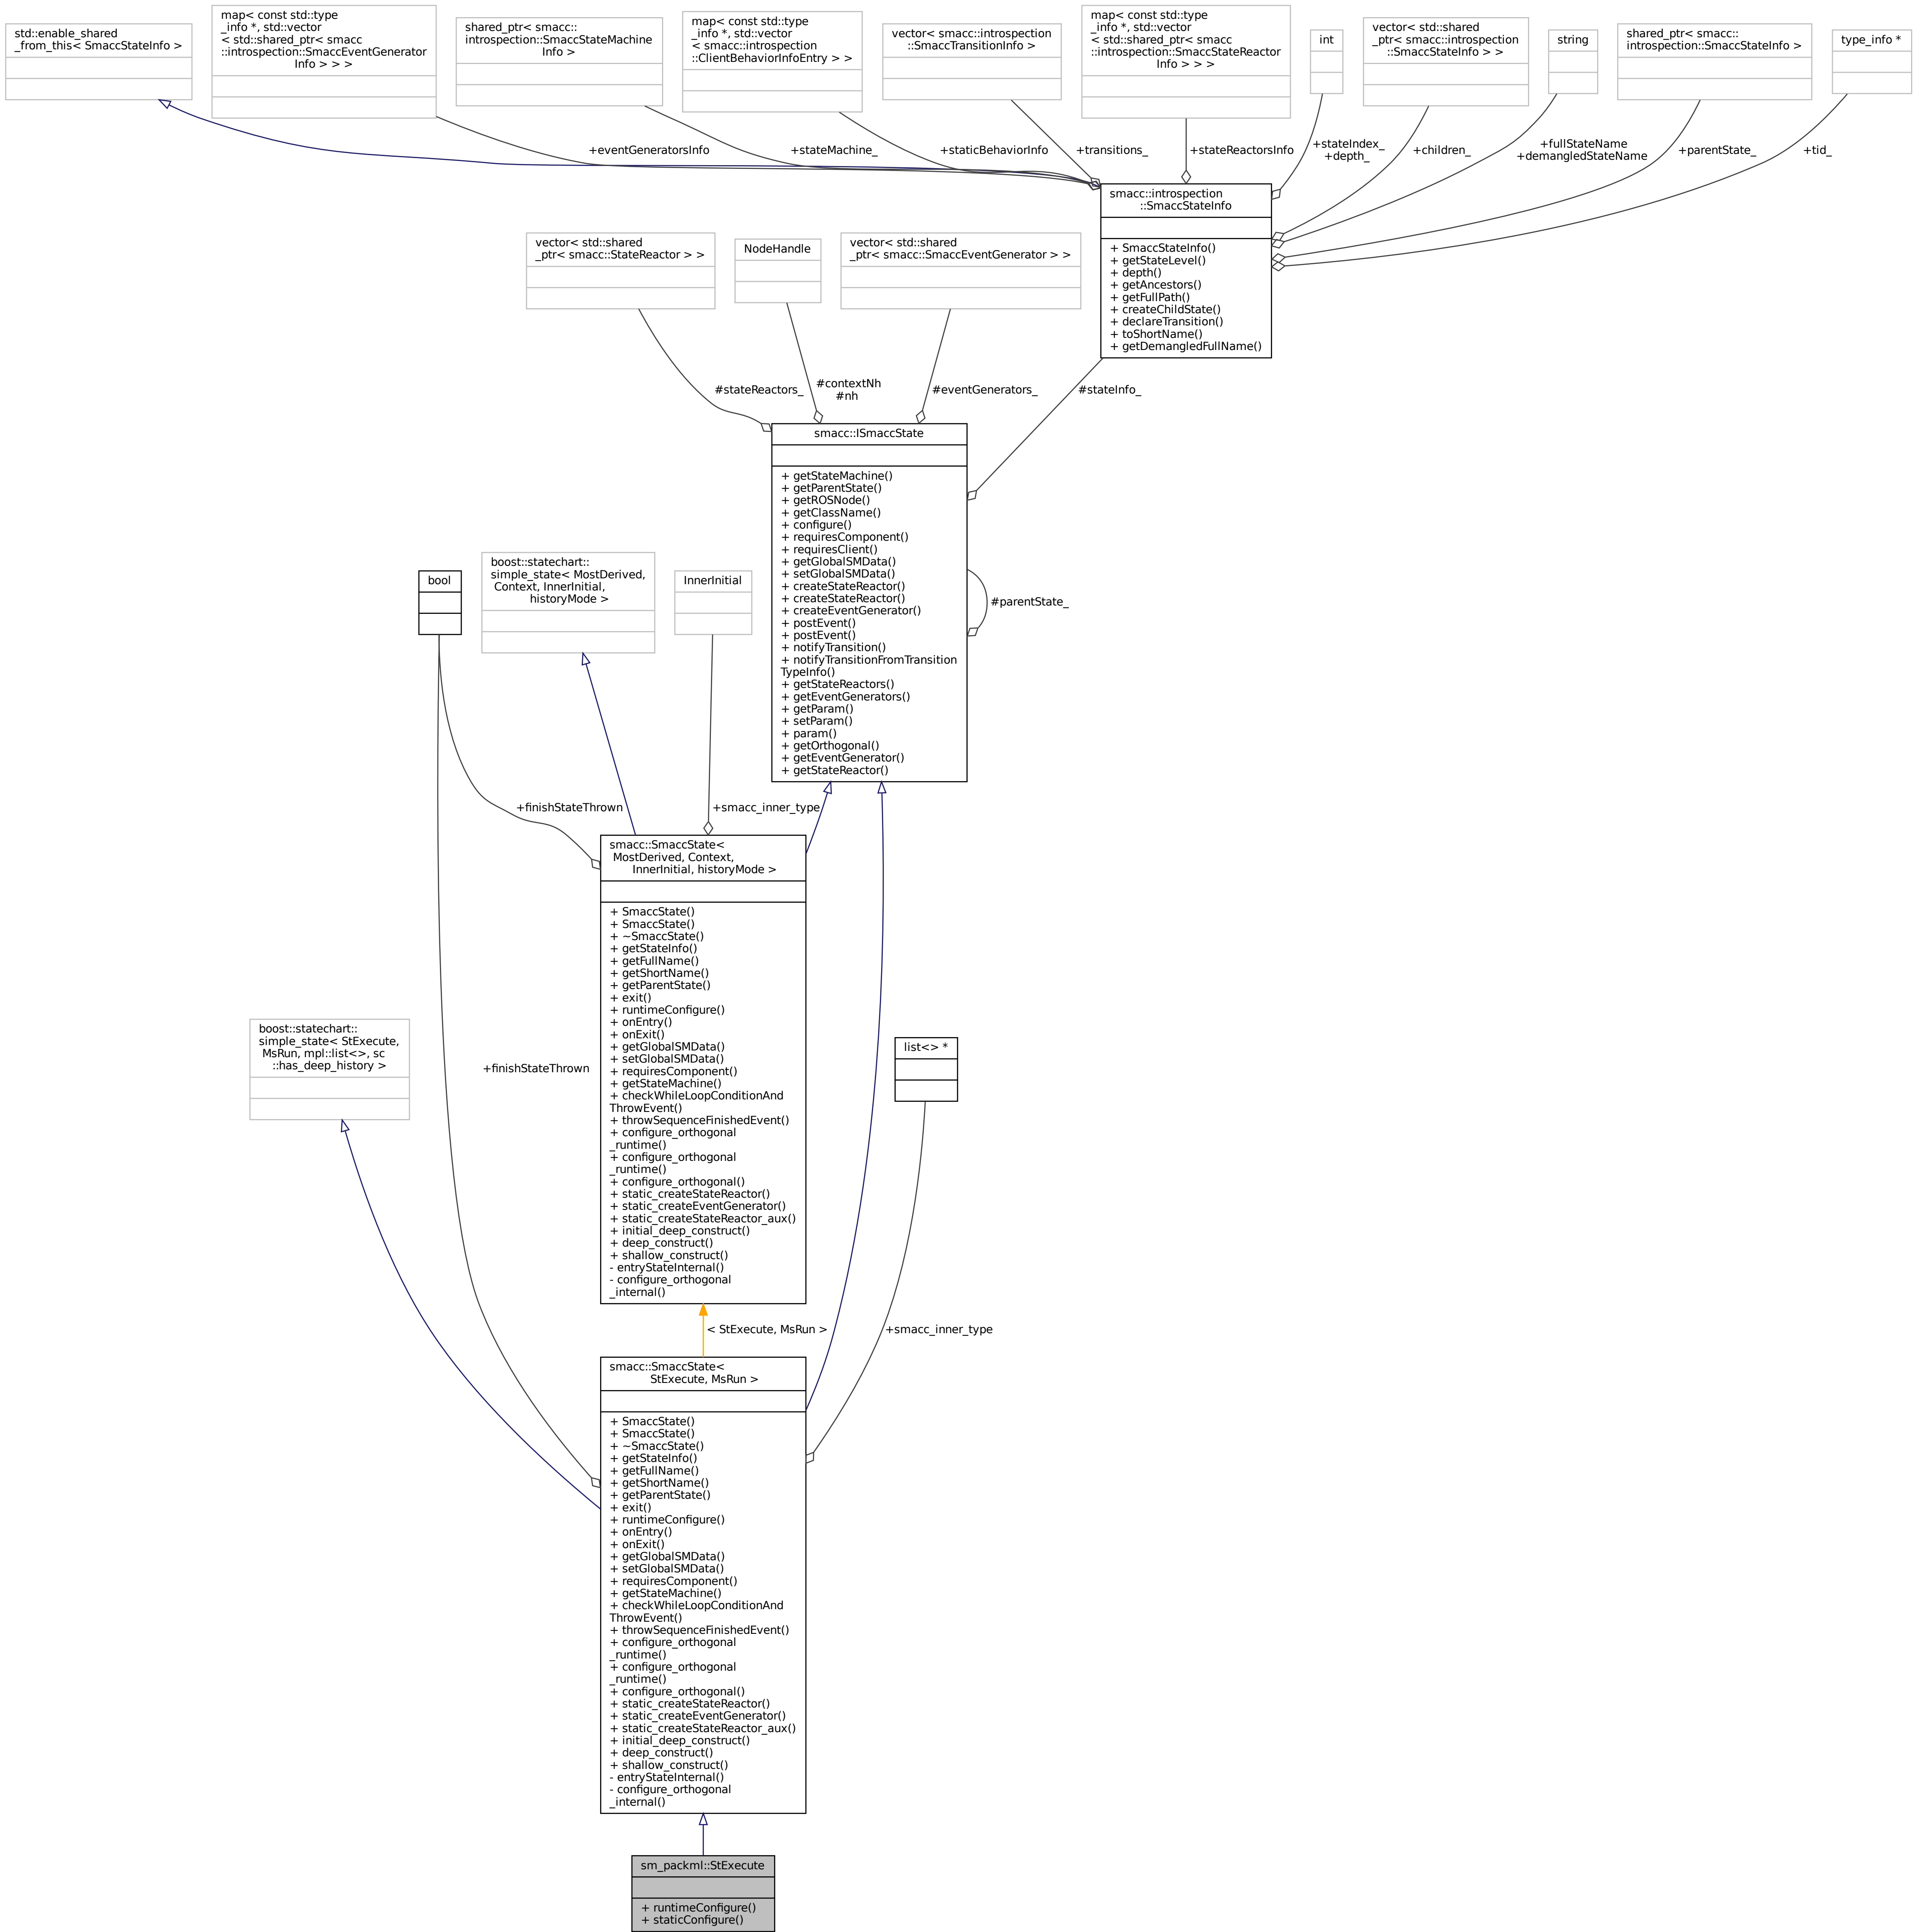 std::enable_shared
_from_this< SmaccStateInfo >
map< const std::type
_info *, std::vector
< std::shared_ptr< smacc
::introspection::SmaccEventGenerator
Info > > >
shared_ptr< smacc::
introspection::SmaccStateMachine
Info >
map< const std::type
_info *, std::vector
< smacc::introspection
::ClientBehaviorInfoEntry > >
vector< smacc::introspection
::SmaccTransitionInfo >
map< const std::type
_info *, std::vector
< std::shared_ptr< smacc
::introspection::SmaccStateReactor
Info > > >
int
vector< std::shared
_ptr< smacc::introspection
::SmaccStateInfo > >
string
shared_ptr< smacc::
introspection::SmaccStateInfo >
type_info *
+eventGeneratorsInfo
+stateMachine_
+staticBehaviorInfo
+transitions_
+stateReactorsInfo
+stateIndex_
+depth_
+children_
+fullStateName
+demangledStateName
+parentState_
+tid_
smacc::introspection
::SmaccStateInfo
+ SmaccStateInfo()
+ getStateLevel()
+ depth()
+ getAncestors()
+ getFullPath()
+ createChildState()
+ declareTransition()
+ toShortName()
+ getDemangledFullName()
vector< std::shared
_ptr< smacc::StateReactor > >
NodeHandle
vector< std::shared
_ptr< smacc::SmaccEventGenerator > >
#stateReactors_
#contextNh
#nh
#eventGenerators_
#stateInfo_
smacc::ISmaccState
+ getStateMachine()
+ getParentState()
+ getROSNode()
+ getClassName()
+ configure()
+ requiresComponent()
+ requiresClient()
+ getGlobalSMData()
+ setGlobalSMData()
+ createStateReactor()
+ createStateReactor()
+ createEventGenerator()
+ postEvent()
+ postEvent()
+ notifyTransition()
+ notifyTransitionFromTransition
TypeInfo()
+ getStateReactors()
+ getEventGenerators()
+ getParam()
+ setParam()
+ param()
+ getOrthogonal()
+ getEventGenerator()
+ getStateReactor()
#parentState_
bool
boost::statechart::
simple_state< MostDerived,
Context, InnerInitial,
historyMode >
InnerInitial
+finishStateThrown
+smacc_inner_type
smacc::SmaccState<
MostDerived, Context,
InnerInitial, historyMode >
+ SmaccState()
+ SmaccState()
+ ~SmaccState()
+ getStateInfo()
+ getFullName()
+ getShortName()
+ getParentState()
+ exit()
+ runtimeConfigure()
+ onEntry()
+ onExit()
+ getGlobalSMData()
+ setGlobalSMData()
+ requiresComponent()
+ getStateMachine()
+ checkWhileLoopConditionAnd
ThrowEvent()
+ throwSequenceFinishedEvent()
+ configure_orthogonal
_runtime()
+ configure_orthogonal
_runtime()
+ configure_orthogonal()
+ static_createStateReactor()
+ static_createEventGenerator()
+ static_createStateReactor_aux()
+ initial_deep_construct()
+ deep_construct()
+ shallow_construct()
- entryStateInternal()
- configure_orthogonal
_internal()
boost::statechart::
simple_state< StExecute,
MsRun, mpl::list<>, sc
::has_deep_history >
+finishStateThrown
list<> *
< StExecute, MsRun >
+smacc_inner_type
smacc::SmaccState<
StExecute, MsRun >
+ SmaccState()
+ SmaccState()
+ ~SmaccState()
+ getStateInfo()
+ getFullName()
+ getShortName()
+ getParentState()
+ exit()
+ runtimeConfigure()
+ onEntry()
+ onExit()
+ getGlobalSMData()
+ setGlobalSMData()
+ requiresComponent()
+ getStateMachine()
+ checkWhileLoopConditionAnd
ThrowEvent()
+ throwSequenceFinishedEvent()
+ configure_orthogonal
_runtime()
+ configure_orthogonal
_runtime()
+ configure_orthogonal()
+ static_createStateReactor()
+ static_createEventGenerator()
+ static_createStateReactor_aux()
+ initial_deep_construct()
+ deep_construct()
+ shallow_construct()
- entryStateInternal()
- configure_orthogonal
_internal()
sm_packml::StExecute
+ runtimeConfigure()
+ staticConfigure()